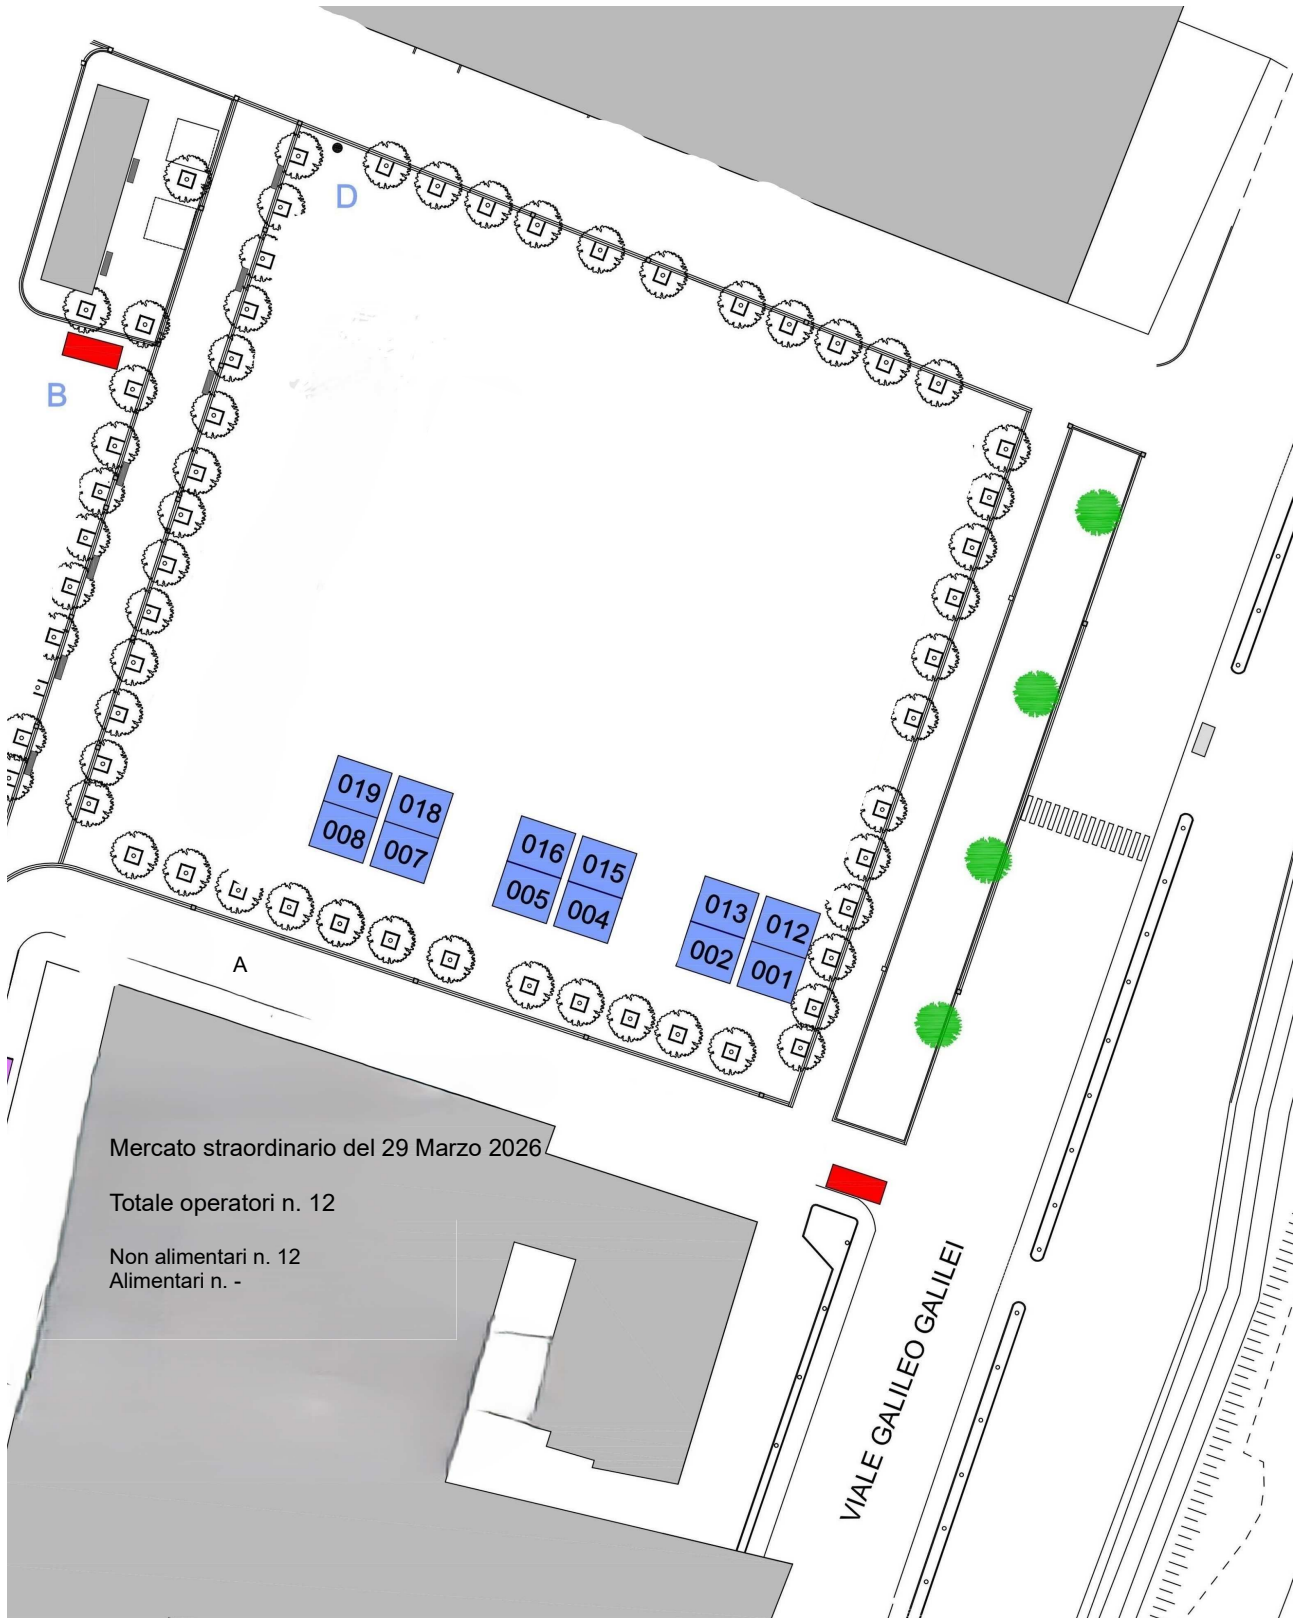 D
B
019
018
008
007
016
015
005
004
013
012
002
001
A
Mercato straordinario del 29 Marzo 2026
Totale operatori n. 12
Non alimentari n. 12
Alimentari n. -
VIALE GALILEO GALILEI